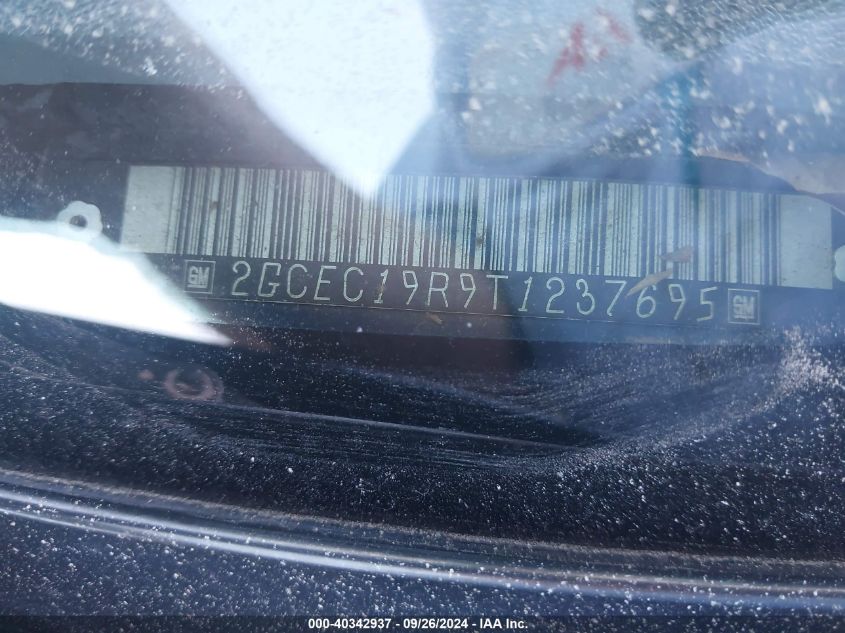 GM 2GCEC19R9T1237695 GM
000-40342937 - 09/26/2024 - IAA Inc.